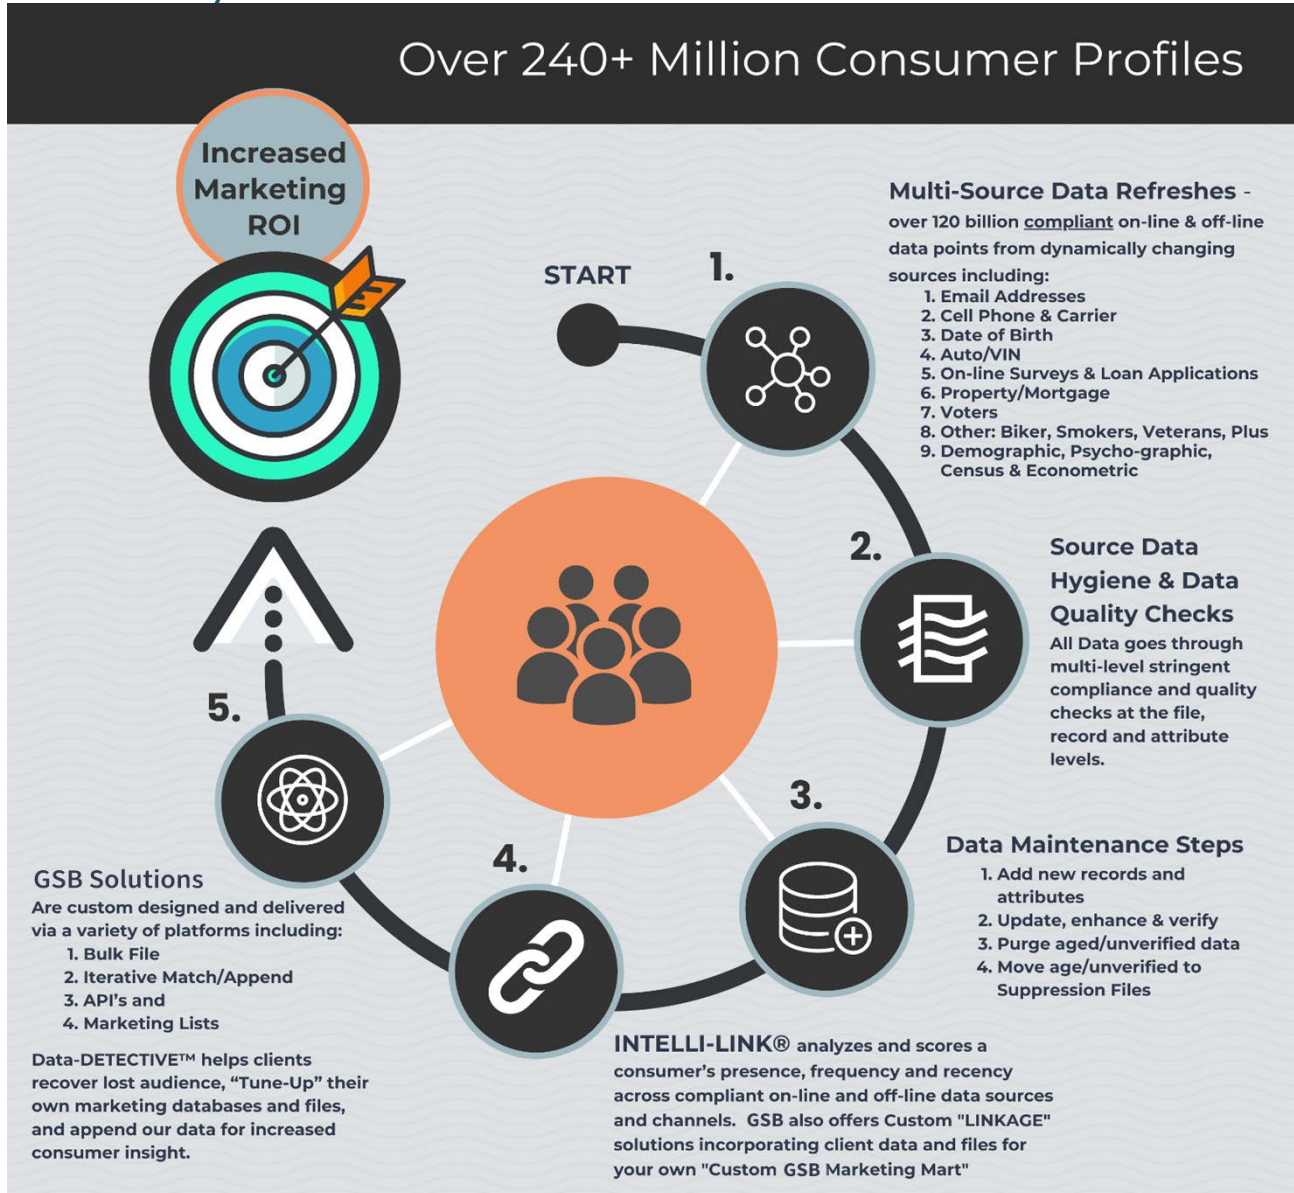 Over 240+ Million Consumer Profiles
Increased
Marketing
ROI
START
1.
Multi-Source Data Refreshes -
over 120 billion compliant on-line & off-line
data points from dynamically changing
sources including:
1. Email Addresses
2. Cell Phone & Carrier
3. Date of Birth
4. Auto/VIN
5. On-line Surveys & Loan Applications
6. Property/Mortgage
7. Voters
8. Other: Biker, Smokers, Veterans, Plus
9. Demographic, Psycho-graphic,
Census & Econometric
2.
Source Data
Hygiene & Data
Quality Checks
All Data goes through
multi-level stringent
compliance and quality
checks at the file,
record and attribute
levels.
3.
Data Maintenance Steps
1. Add new records and
attributes
2. Update, enhance & verify
3. Purge aged/unverified data
4. Move age/unverified to
Suppression Files
4.
INTELLI-LINK® analyzes and scores a
consumer's presence, frequency and recency
across compliant on-line and off-line data sources
and channels. GSB also offers Custom "LINKAGE"
solutions incorporating client data and files for
your own "Custom GSB Marketing Mart"
5.
GSB Solutions
Are custom designed and delivered
via a variety of platforms including:
1. Bulk File
2. Iterative Match/Append
3. API's and
4. Marketing Lists
Data-DETECTIVE™ helps clients
recover lost audience, “Tune-Up” their
own marketing databases and files,
and append our data for increased
consumer insight.